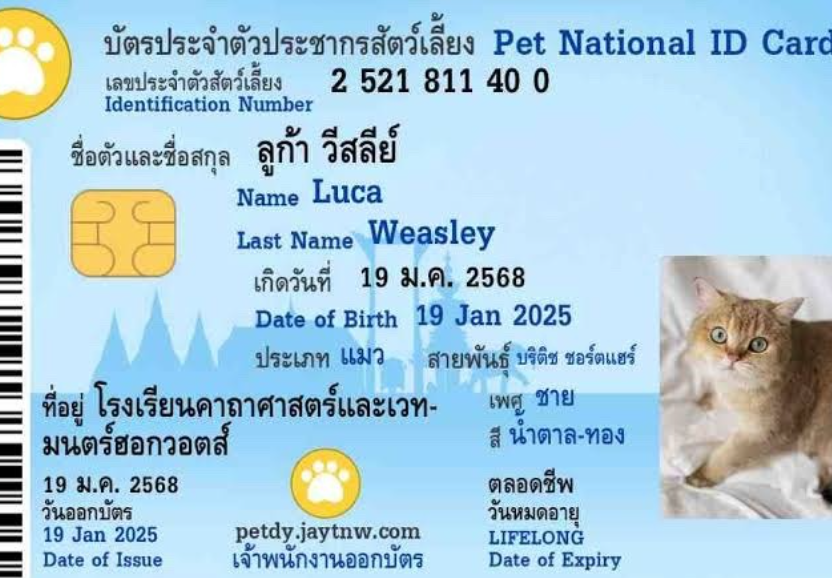 บัตรประจำตัวประชากรสัตว์เลี้ยง Pet National ID Card
เลขประจำตัวสัตว์เลี้ยง 2 521 811 40 0
Identification Number
ชื่อตัวและชื่อสกุล ลูก้า วีสลีย์
Name Luca
Last Name Weasley
เกิดวันที่ 19 ม.ค. 2568
Date of Birth 19 Jan 2025
ประเภท แมว สายพันธุ์ บริติช ชอร์ตแฮร์
ที่อยู่ โรงเรียนคาถาศาสตร์และเวท-
มนตร์ฮอกวอตส์
เพศ ชาย
สี น้ำตาล-ทอง
19 ม.ค. 2568
วันออกบัตร
19 Jan 2025
Date of Issue
petdy.jaytnw.com
เจ้าพนักงานออกบัตร
ตลอดชีพ
วันหมดอายุ
LIFELONG
Date of Expiry